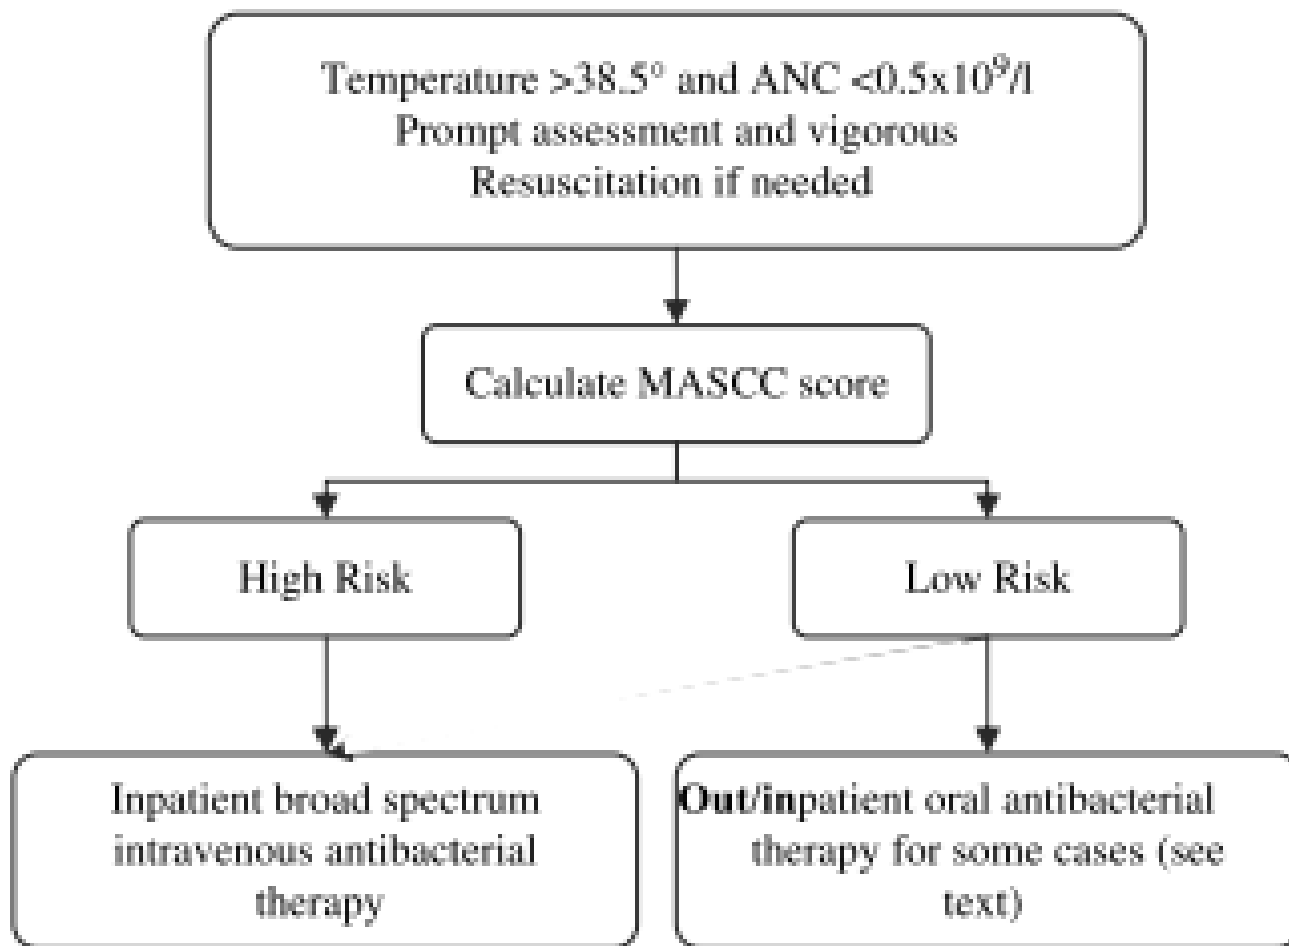 Temperature >38.5° and ANC <0.5x10⁹/l
Prompt assessment and vigorous
Resuscitation if needed
Calculate MASCC score
High Risk
Low Risk
Inpatient broad spectrum
intravenous antibacterial
therapy
Out/inpatient oral antibacterial
therapy for some cases (see
text)